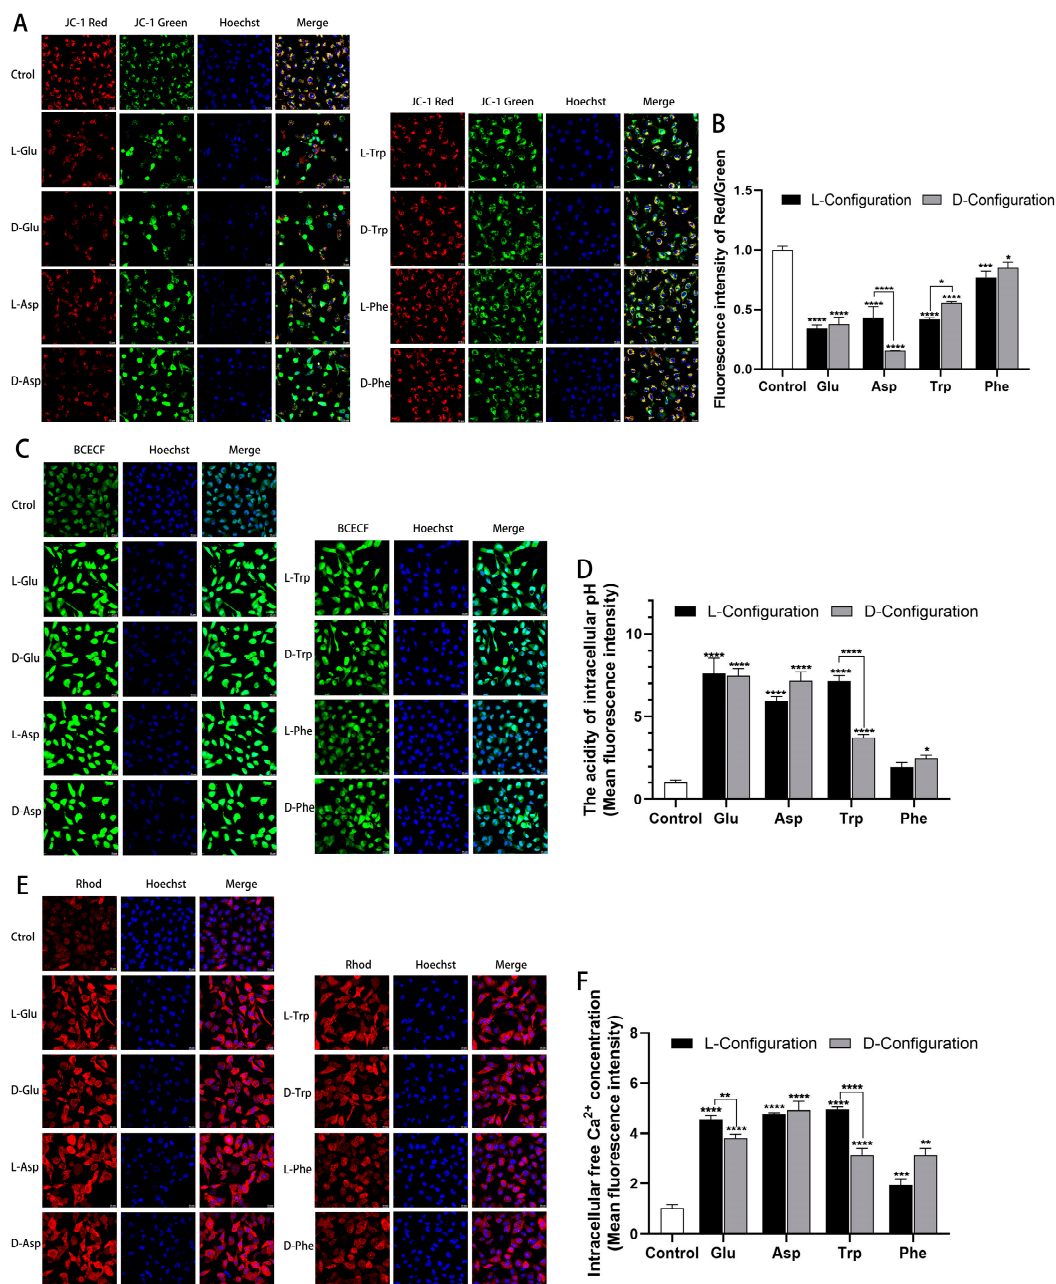 A
JC-1 Red JC-1 Green Hoechst Merge
Ctrol
L-Glu
D-Glu
L-Asp
D-Asp
JC-1 Red JC-1 Green Hoechst Merge
L-Trp
D-Trp
L-Phe
D-Phe
B
Fluorescence intensity of Red/Green
L-Configuration D-Configuration
1.5
1.0
0.5
0.0
**** **** **** **** **** **** * **** *** *
Control Glu Asp Trp Phe
C
BCECF Hoechst Merge
Ctrol
L-Glu
D-Glu
L-Asp
D-Asp
BCECF Hoechst Merge
L-Trp
D-Trp
L-Phe
D-Phe
D
The acidity of intracellular pH
(Mean fluorescence intensity)
L-Configuration D-Configuration
10
5
0
**** **** **** **** **** **** **** *
Control Glu Asp Trp Phe
E
Rhod Hoechst Merge
Ctrol
L-Glu
D-Glu
L-Asp
D-Asp
Rhod Hoechst Merge
L-Trp
D-Trp
L-Phe
D-Phe
F
Intracellular free Ca²⁺ concentration
(Mean fluorescence intensity)
L-Configuration D-Configuration
8
6
4
2
0
**** ** **** **** **** **** **** **** *** **
Control Glu Asp Trp Phe